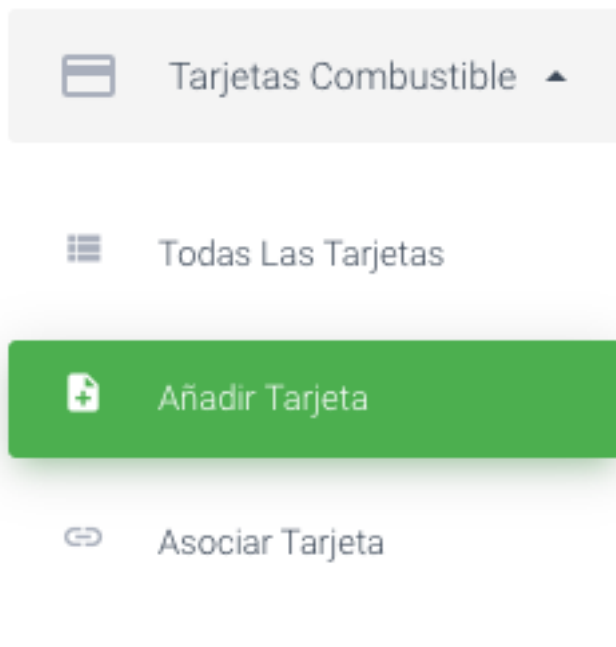 Tarjetas Combustible
Todas Las Tarjetas
Añadir Tarjeta
Asociar Tarjeta